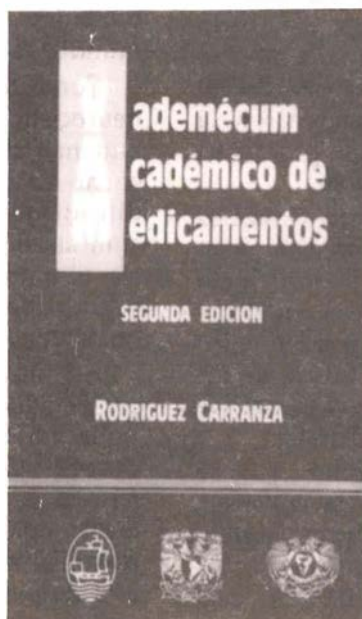 ademécum
cadémico de
edicamentos
SEGUNDA EDICION
RODRIGUEZ CARRANZA